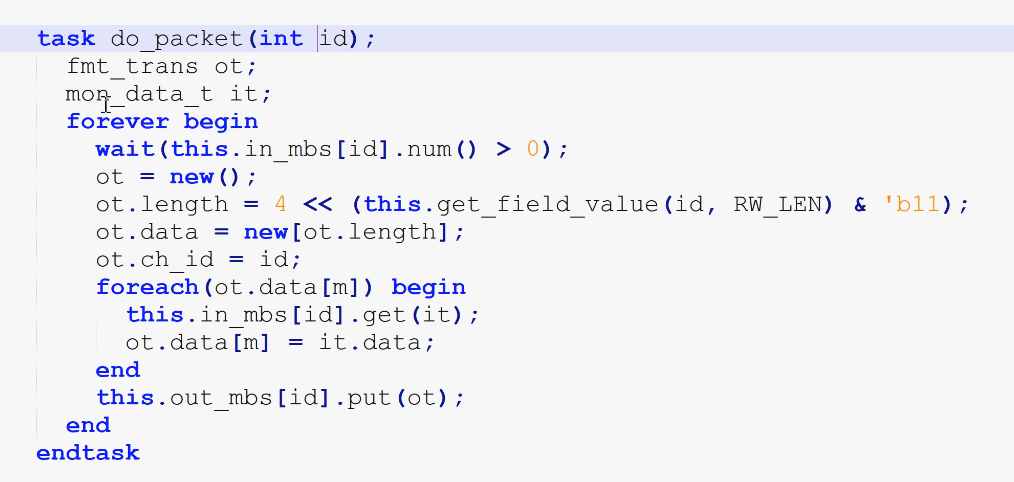 task do_packet(int id);
  fmt_trans ot;
  mon_data_t it;
  forever begin
    wait(this.in_mbs[id].num() > 0);
    ot = new();
    ot.length = 4 << (this.get_field_value(id, RW_LEN) & 'b11);
    ot.data = new[ot.length];
    ot.ch_id = id;
    foreach(ot.data[m]) begin
      this.in_mbs[id].get(it);
      ot.data[m] = it.data;
    end
    this.out_mbs[id].put(ot);
  end
endtask